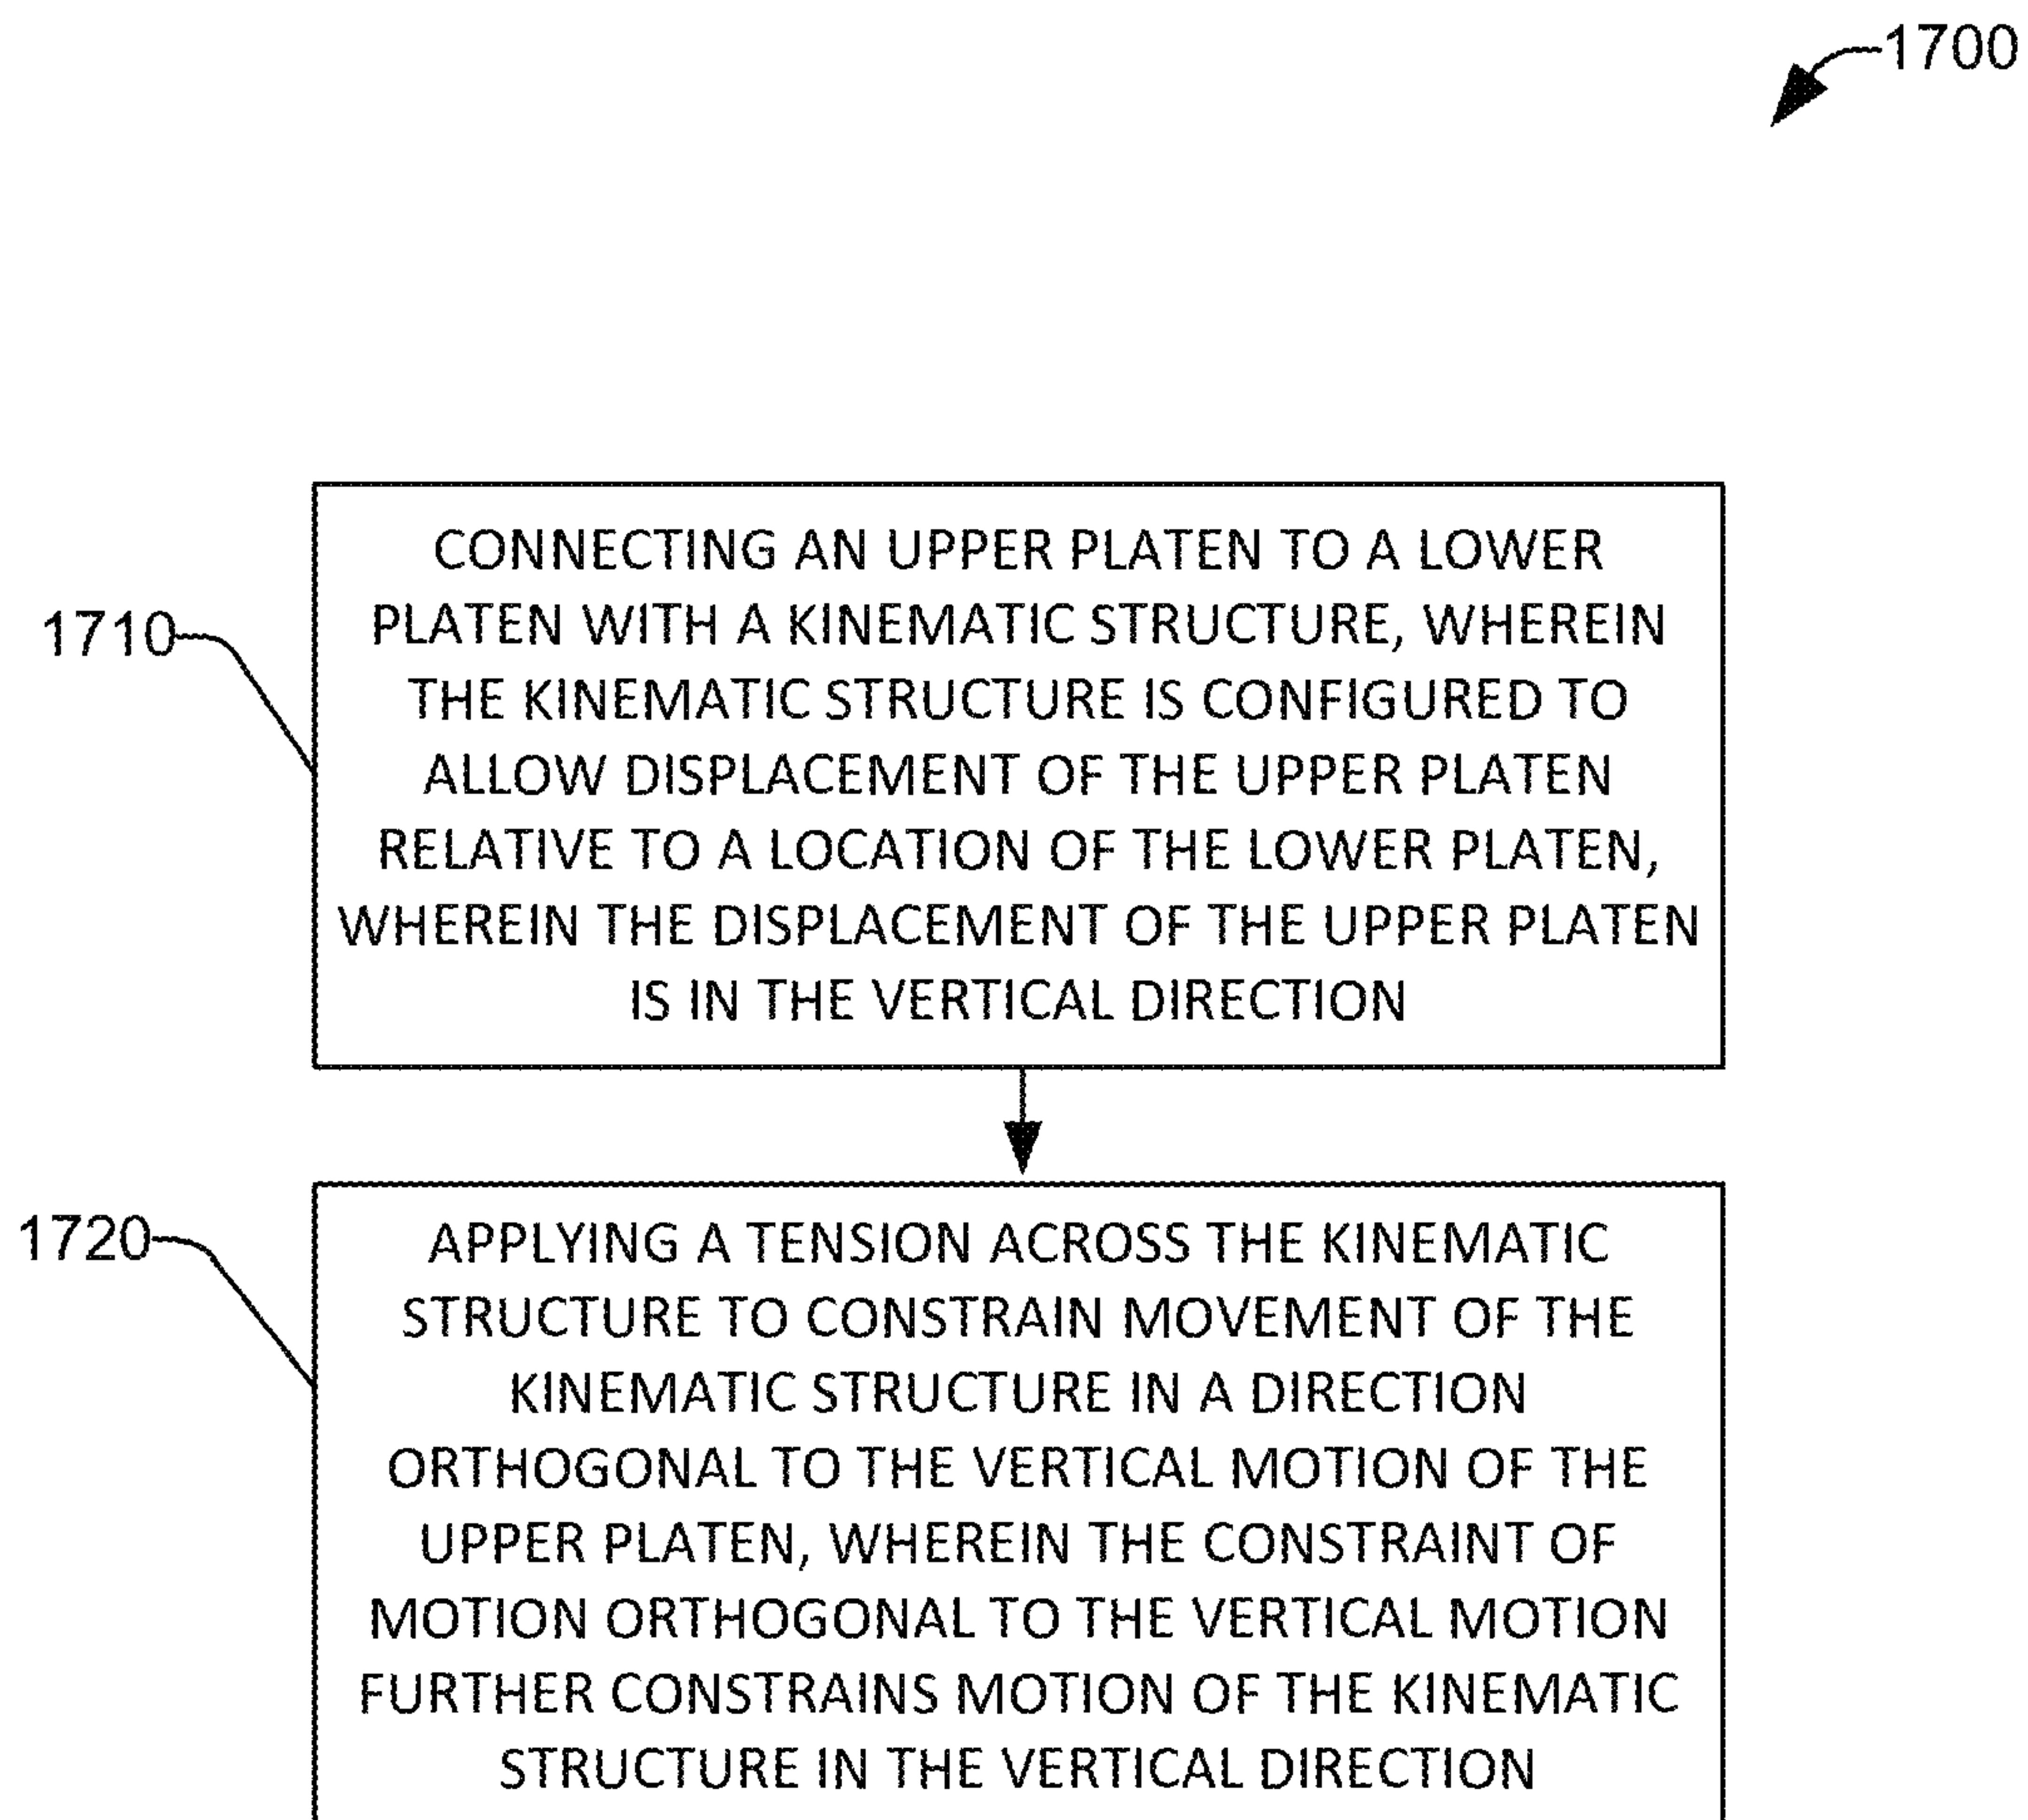 1700
1710
CONNECTING AN UPPER PLATEN TO A LOWER
PLATEN WITH A KINEMATIC STRUCTURE, WHEREIN
THE KINEMATIC STRUCTURE IS CONFIGURED TO
ALLOW DISPLACEMENT OF THE UPPER PLATEN
RELATIVE TO A LOCATION OF THE LOWER PLATEN,
WHEREIN THE DISPLACEMENT OF THE UPPER PLATEN
IS IN THE VERTICAL DIRECTION
1720
APPLYING A TENSION ACROSS THE KINEMATIC
STRUCTURE TO CONSTRAIN MOVEMENT OF THE
KINEMATIC STRUCTURE IN A DIRECTION
ORTHOGONAL TO THE VERTICAL MOTION OF THE
UPPER PLATEN, WHEREIN THE CONSTRAINT OF
MOTION ORTHOGONAL TO THE VERTICAL MOTION
FURTHER CONSTRAINS MOTION OF THE KINEMATIC
STRUCTURE IN THE VERTICAL DIRECTION